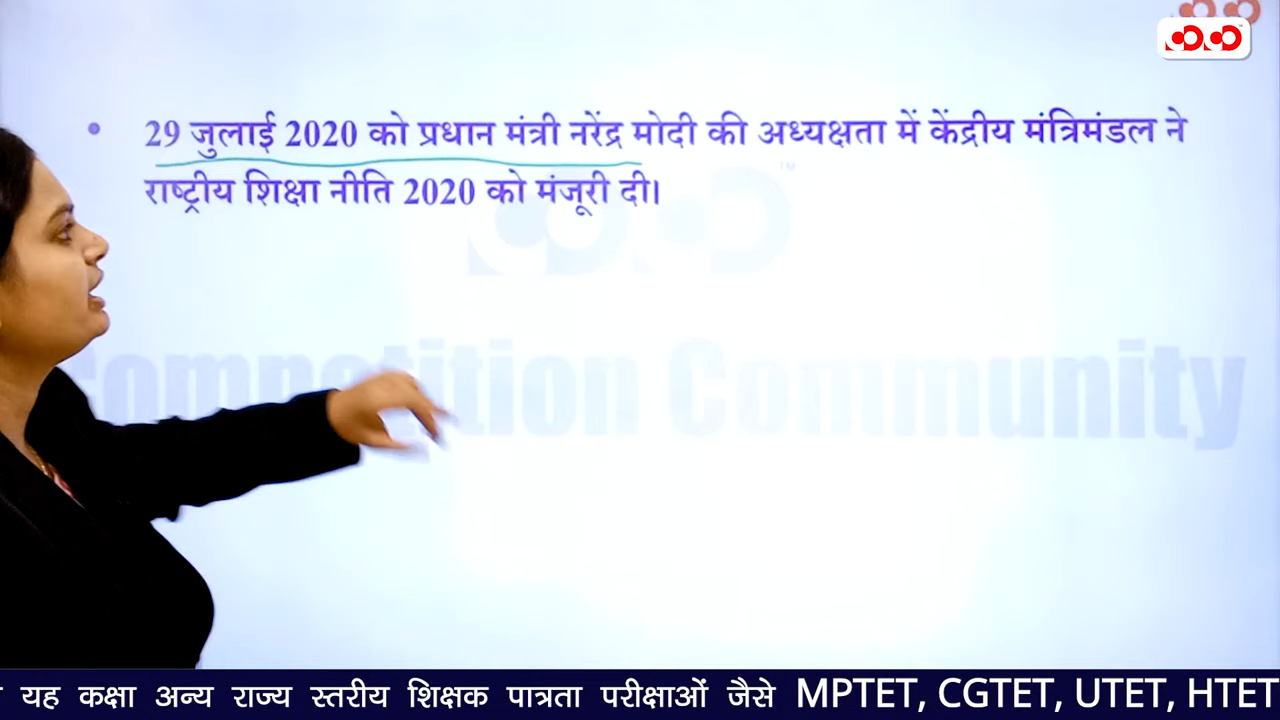 29 जुलाई 2020 को प्रधान मंत्री नरेंद्र मोदी की अध्यक्षता में केंद्रीय मंत्रिमंडल ने
राष्ट्रीय शिक्षा नीति 2020 को मंजूरी दी।
Competition Community
यह कक्षा अन्य राज्य स्तरीय शिक्षक पात्रता परीक्षाओं जैसे MPTET, CGTET, UTET, HTET